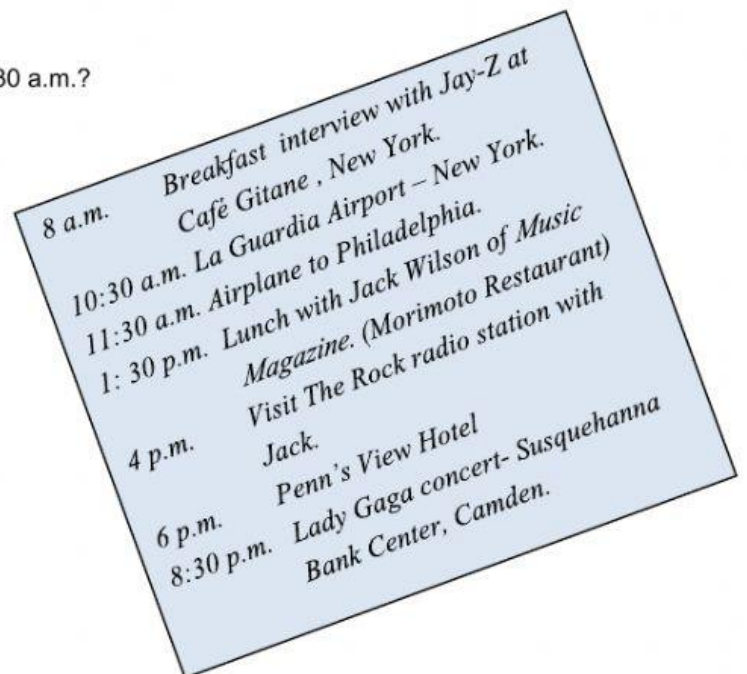 30 a.m.?
8 a.m. Breakfast interview with Jay-Z at
Café Gitane , New York.
10:30 a.m. La Guardia Airport – New York.
11:30 a.m. Airplane to Philadelphia.
1: 30 p.m. Lunch with Jack Wilson of Music
Magazine. (Morimoto Restaurant)
4 p.m. Visit The Rock radio station with
Jack.
6 p.m. Penn's View Hotel
8:30 p.m. Lady Gaga concert- Susquehanna
Bank Center, Camden.